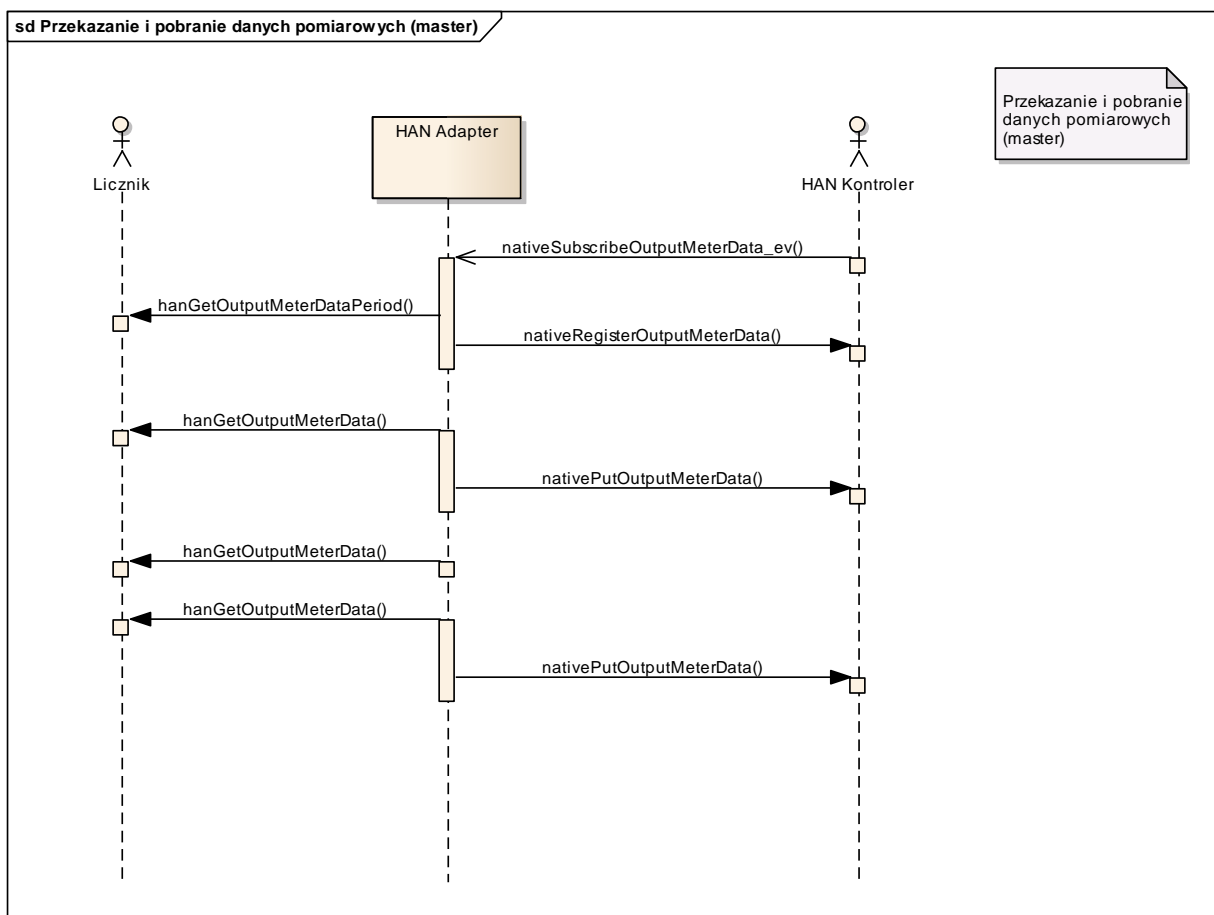 sd Przekazanie i pobranie danych pomiarowych (master)
Przekazanie i pobranie
danych pomiarowych
(master)
Licznik
HAN Adapter
HAN Kontroler
nativeSubscribeOutputMeterData_ev()
hanGetOutputMeterDataPeriod()
nativeRegisterOutputMeterData()
hanGetOutputMeterData()
nativePutOutputMeterData()
hanGetOutputMeterData()
hanGetOutputMeterData()
nativePutOutputMeterData()